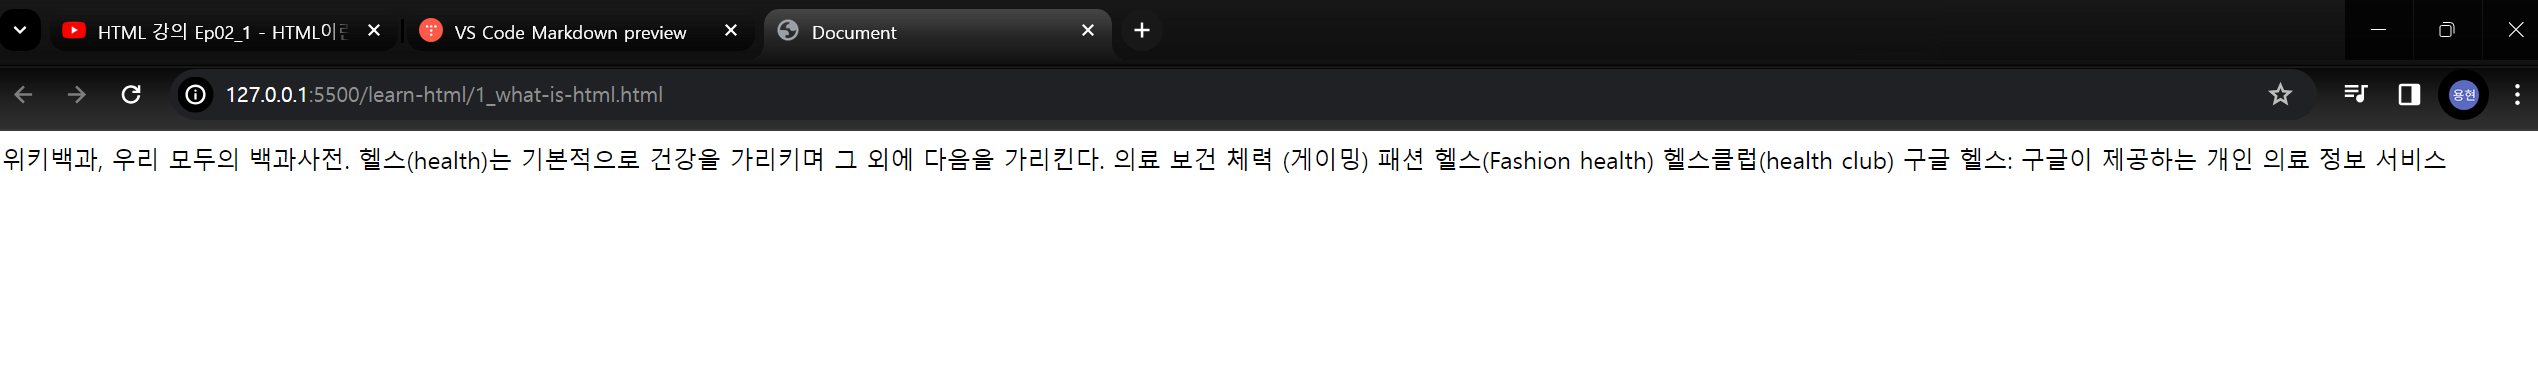 HTML 강의 Ep02_1 - HTML이란
VS Code Markdown preview
Document
127.0.0.1:5500/learn-html/1_what-is-html.html
용현
위키백과, 우리 모두의 백과사전. 헬스(health)는 기본적으로 건강을 가리키며 그 외에 다음을 가리킨다. 의료 보건 체력 (게이밍) 패션 헬스(Fashion health) 헬스클럽(health club) 구글 헬스: 구글이 제공하는 개인 의료 정보 서비스